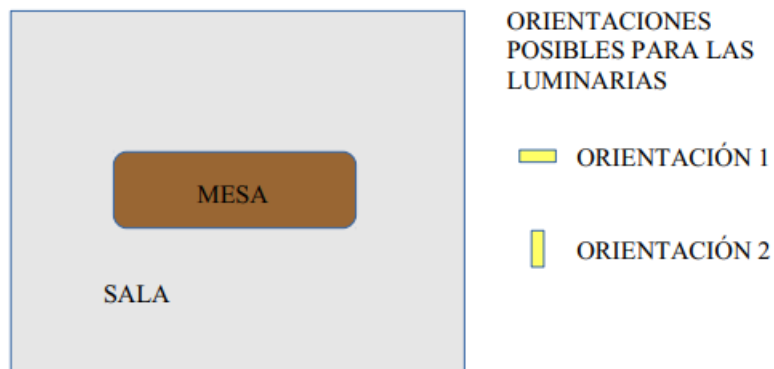 ORIENTACIONES
POSIBLES PARA LAS
LUMINARIAS
ORIENTACIÓN 1
MESA
ORIENTACIÓN 2
SALA